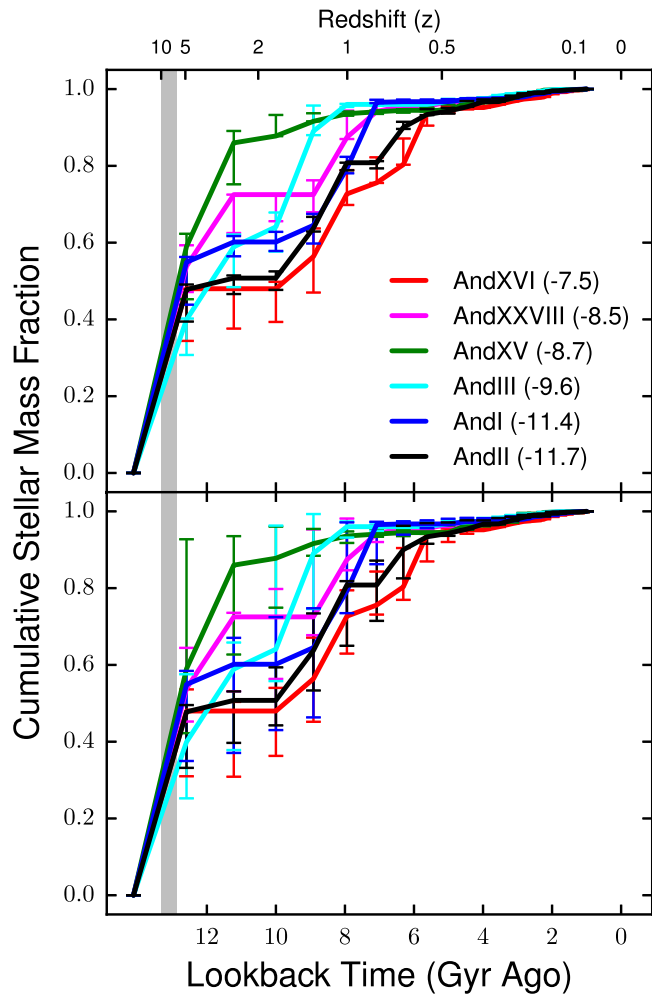 Redshift (z)
10 5 2 1 0.5 0.1 0
1.0
0.8
0.6
0.4
0.2
0.0
AndXVI (-7.5)
AndXXVIII (-8.5)
AndXV (-8.7)
AndIII (-9.6)
AndI (-11.4)
AndII (-11.7)
Cumulative Stellar Mass Fraction
1.0
0.8
0.6
0.4
0.2
0.0
12 10 8 6 4 2 0
Lookback Time (Gyr Ago)